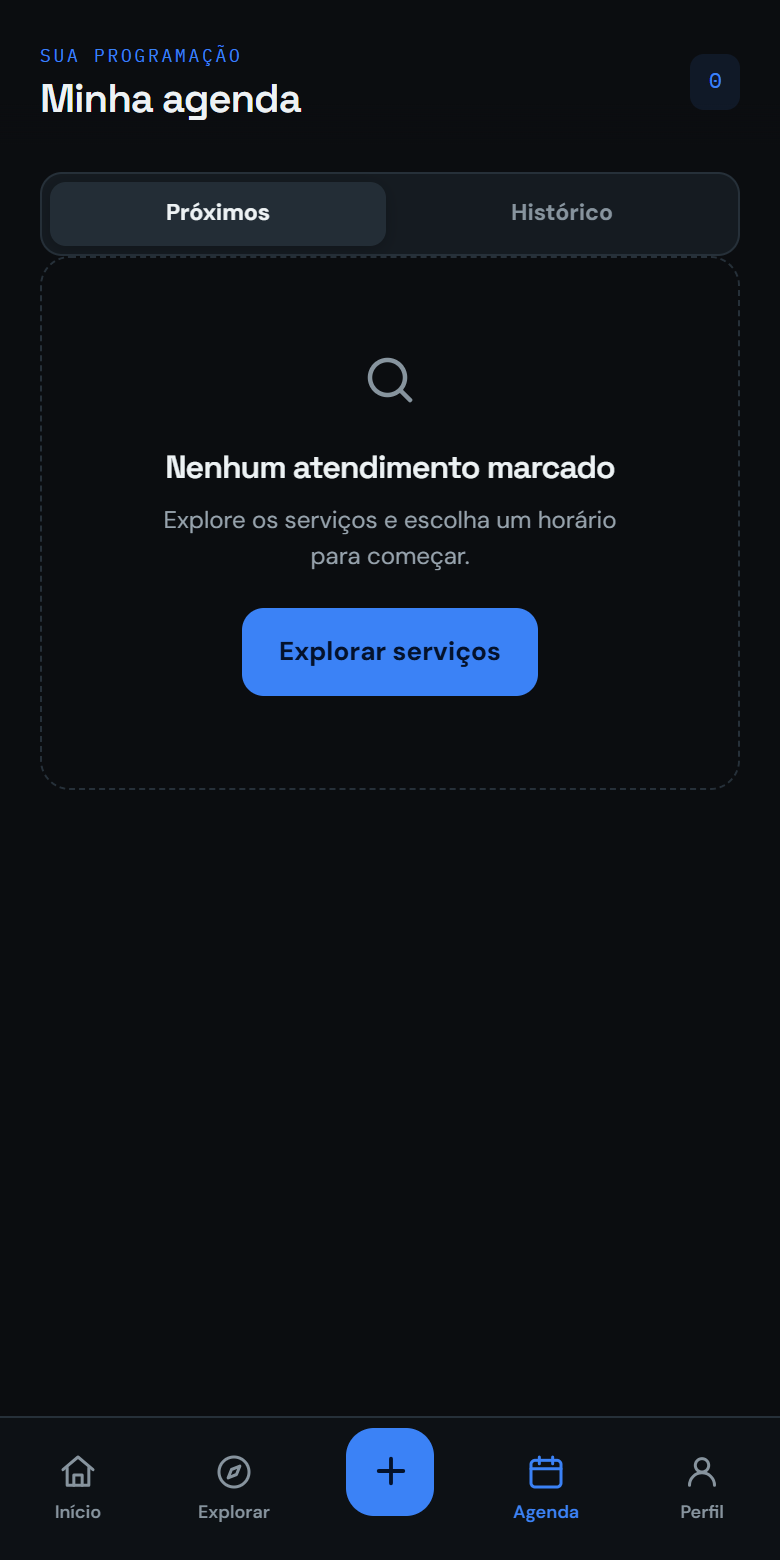 SUA PROGRAMAÇÃO
Minha agenda
0
Próximos
Histórico
Nenhum atendimento marcado
Explore os serviços e escolha um horário
para começar.
Explorar serviços
Início
Explorar
Agenda
Perfil